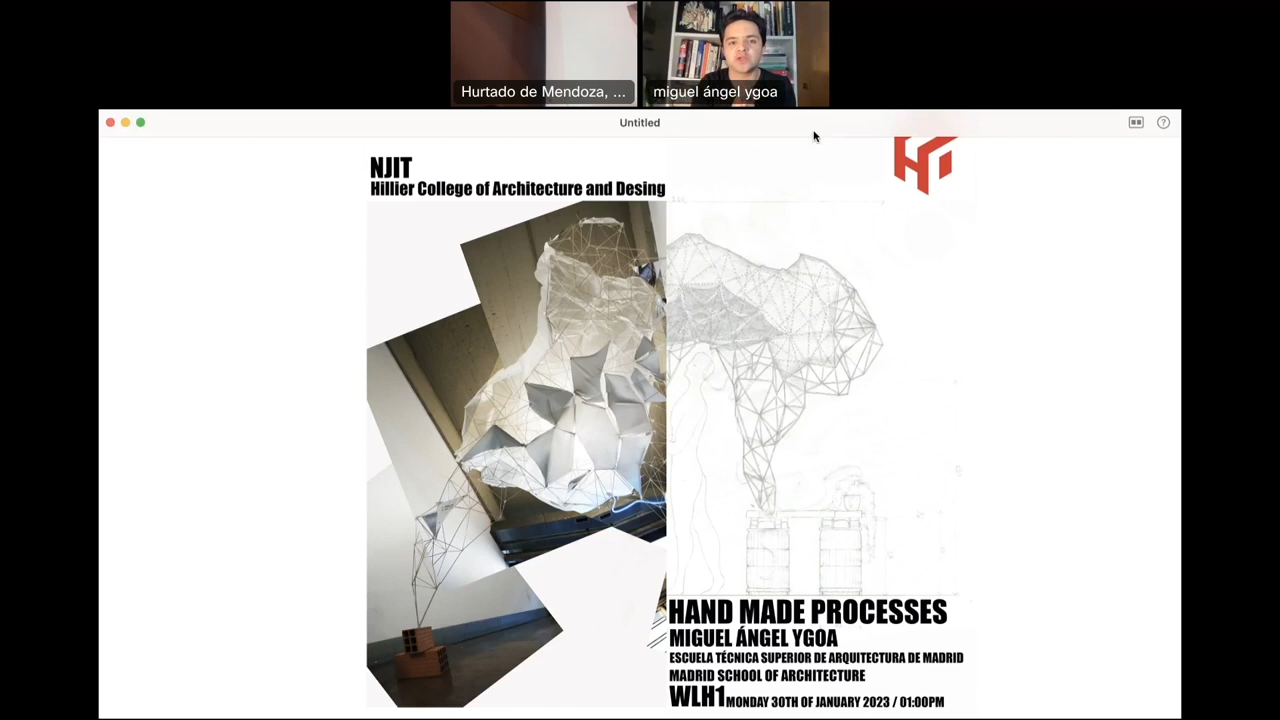 Hurtado de Mendoza, ...
miguel ángel ygoa
Untitled
NJIT
Hillier College of Architecture and Desing
HAND MADE PROCESSES
MIGUEL ÁNGEL YGOA
ESCUELA TÉCNICA SUPERIOR DE ARQUITECTURA DE MADRID
MADRID SCHOOL OF ARCHITECTURE
WLH1 MONDAY 30TH OF JANUARY 2023 / 01:00PM